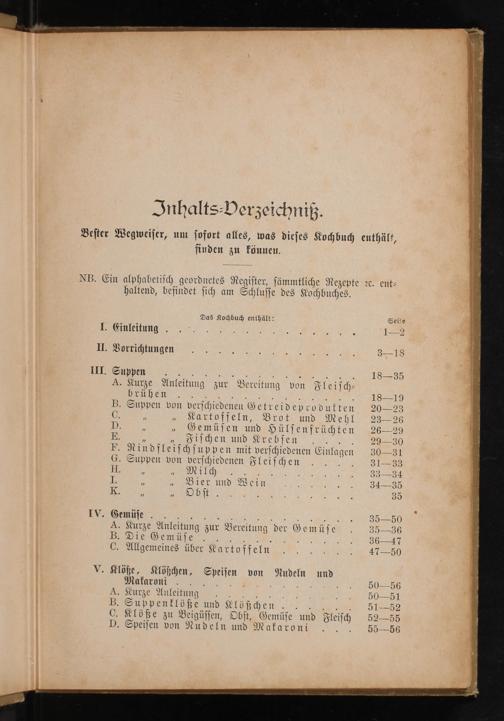 Inhalts-Verzeichniß.
Bester Wegweiser, um sofort alles, was dieses Kochbuch enthält,
finden zu können.
NB. Ein alphabetisch geordnetes Register, sämmtliche Rezepte ꝛc. ent-
haltend, befindet sich am Schlusse des Kochbuches.
Das Kochbuch enthält: Seite
I. Einleitung . . . . . . . . . . . . 1—2
II. Vorrichtungen . . . . . . . . . . 3—18
III. Suppen . . . . . . . . . . . . 18—35
A. Kurze Anleitung zur Bereitung von Fleisch-
brühen . . . . . . . . . . . 18—19
B. Suppen von verschiedenen Getreideprodukten 20—23
C. „ „ Kartoffeln, Brot und Mehl 23—26
D. „ „ Gemüsen und Hülsenfrüchten 26—29
E. „ „ Fischen und Krebsen . . . 29—30
F. Rindfleischsuppen mit verschiedenen Einlagen 30—31
G. Suppen von verschiedenen Fleischen . . . . 31—33
H. „ „ Milch . . . . . . . . 33—34
I. „ „ Bier und Wein . . . . . 34—35
K. „ „ Obst . . . . . . . . . 35
IV. Gemüse . . . . . . . . . . . . 35—50
A. Kurze Anleitung zur Bereitung der Gemüse . 35—36
B. Die Gemüse . . . . . . . . . . 36—47
C. Allgemeines über Kartoffeln . . . . . 47—50
V. Klöße, Klößchen, Speisen von Nudeln und
Makaroni . . . . . . . . . . . 50—56
A. Kurze Anleitung . . . . . . . . . 50—51
B. Suppenklöße und Klößchen . . . . . 51—52
C. Klöße zu Beigüssen, Obst, Gemüse und Fleisch 52—55
D. Speisen von Nudeln und Makaroni . . . 55—56